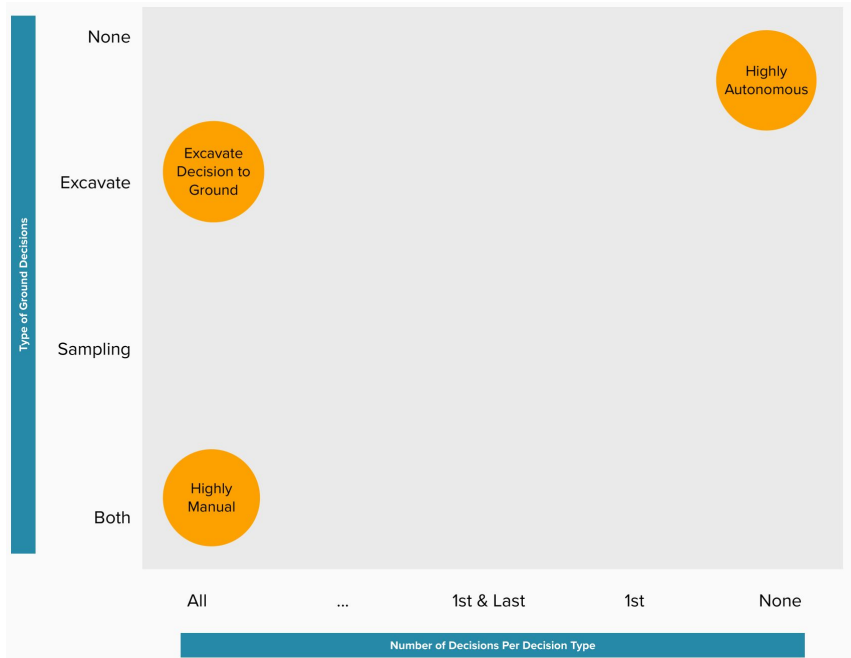 None
Highly
Autonomous
Excavate
Decision to
Ground
Excavate
Type of Ground Decisions
Sampling
Highly
Manual
Both
All
...
1st & Last
1st
None
Number of Decisions Per Decision Type